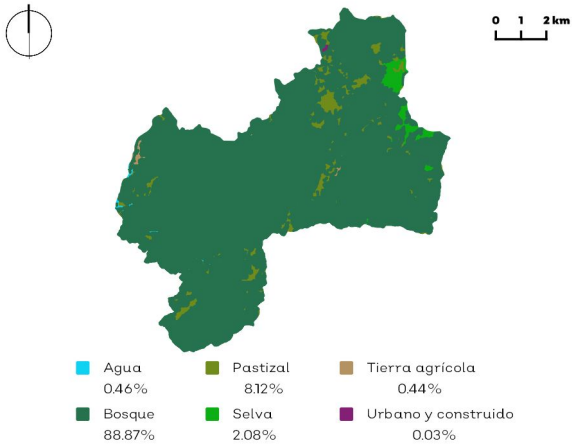 0 1 2 km
Agua Pastizal Tierra agrícola
0.46% 8.12% 0.44%
Bosque Selva Urbano y construido
88.87% 2.08% 0.03%